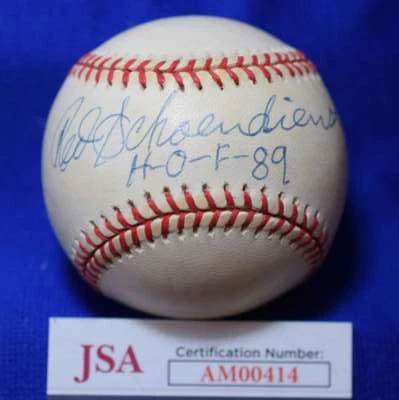 Red Schoendienst
H-O-F-89
JSA
Certification Number:
AM00414